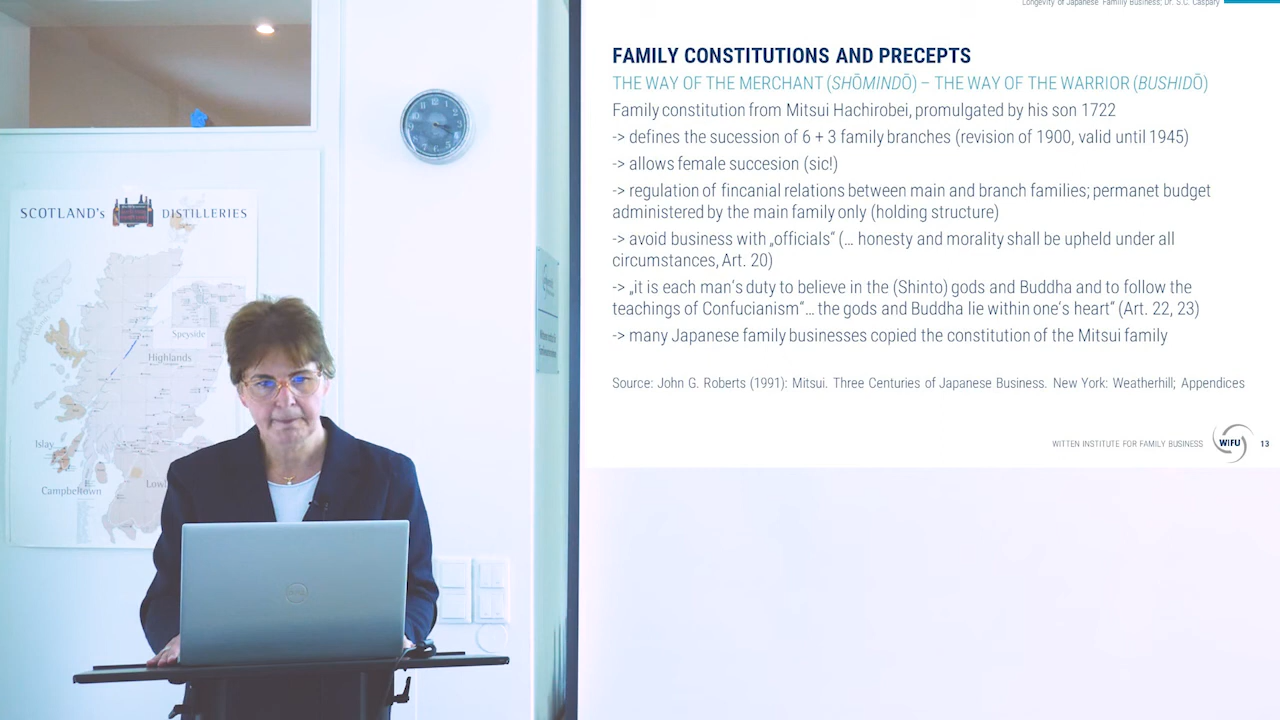 Longevity of Japanese Familiy Business; Dr. S.C. Caspary
FAMILY CONSTITUTIONS AND PRECEPTS
THE WAY OF THE MERCHANT (SHŌMINDŌ) – THE WAY OF THE WARRIOR (BUSHIDŌ)
Family constitution from Mitsui Hachirobei, promulgated by his son 1722
-> defines the sucession of 6 + 3 family branches (revision of 1900, valid until 1945)
-> allows female succesion (sic!)
-> regulation of fincanial relations between main and branch families; permanet budget
administered by the main family only (holding structure)
-> avoid business with „officials“ (… honesty and morality shall be upheld under all
circumstances, Art. 20)
-> „it is each man‘s duty to believe in the (Shinto) gods and Buddha and to follow the
teachings of Confucianism“… the gods and Buddha lie within one‘s heart“ (Art. 22, 23)
-> many Japanese family businesses copied the constitution of the Mitsui family
Source: John G. Roberts (1991): Mitsui. Three Centuries of Japanese Business. New York: Weatherhill; Appendices
WITTEN INSTITUTE FOR FAMILY BUSINESS
WIFU
13
SCOTLAND's DISTILLERIES
Speyside
Highlands
Islay
Campbeltown
DELL